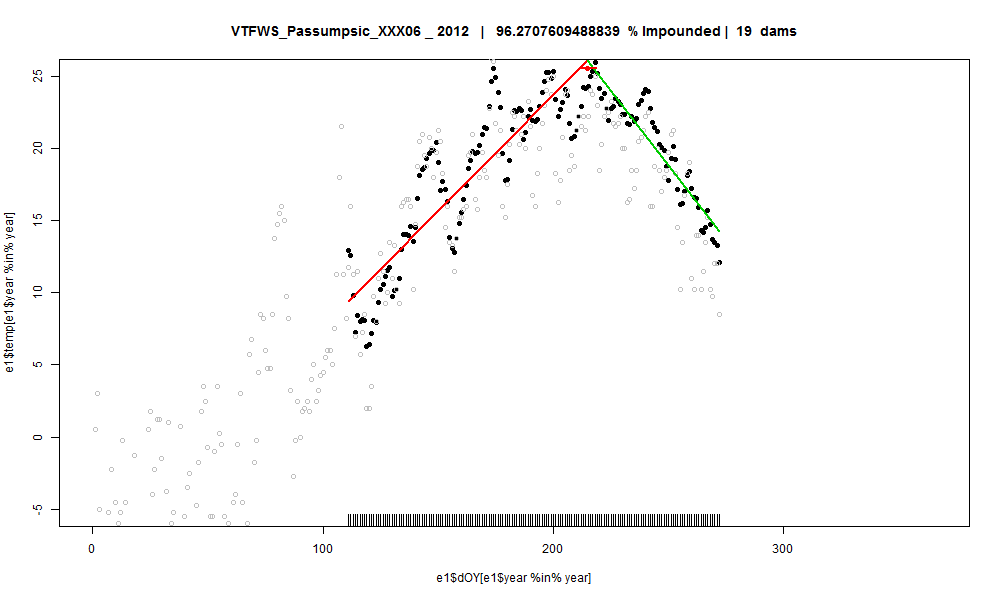 VTFWS_Passumpsic_XXX06 _ 2012 | 96.2707609488839 % Impounded | 19 dams
e1$temp[e1$year %in% year]
25
20
15
10
5
0
-5
0 100 200 300
e1$dOY[e1$year %in% year]